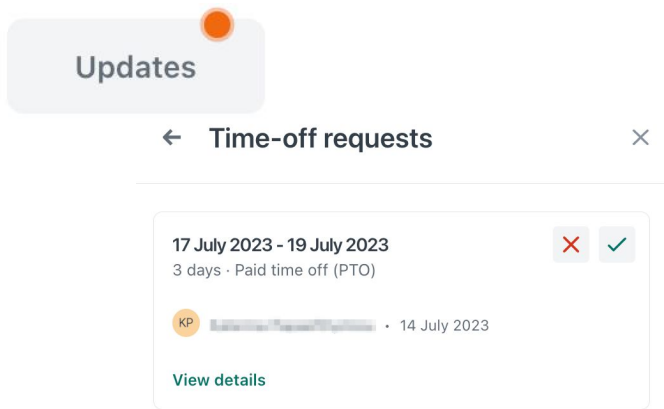 Updates
Time-off requests
17 July 2023 - 19 July 2023
3 days · Paid time off (PTO)
KP • 14 July 2023
View details